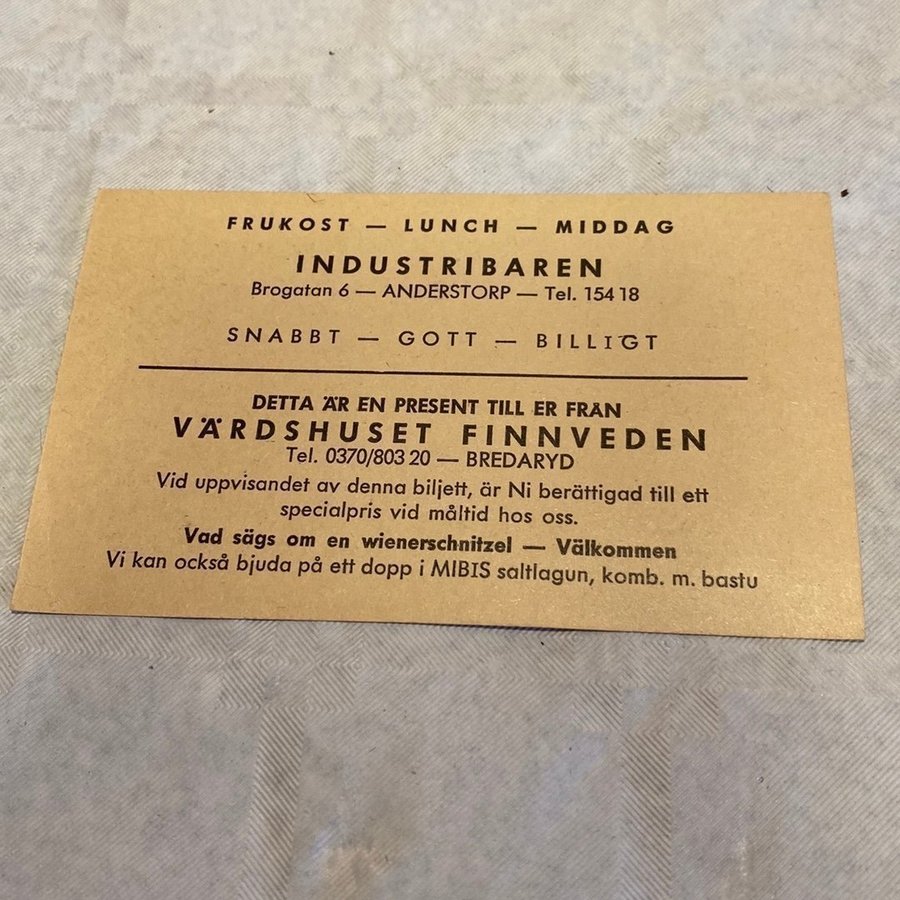 FRUKOST — LUNCH — MIDDAG
INDUSTRIBAREN
Brogatan 6 — ANDERSTORP — Tel. 154 18
SNABBT — GOTT — BILLIGT
DETTA ÄR EN PRESENT TILL ER FRÅN
VÄRDSHUSET FINNVEDEN
Tel. 0370/803 20 — BREDARYD
Vid uppvisandet av denna biljett, är Ni berättigad till ett
specialpris vid måltid hos oss.
Vad sägs om en wienerschnitzel — Välkommen
Vi kan också bjuda på ett dopp i MIBIS saltlagun, komb. m. bastu